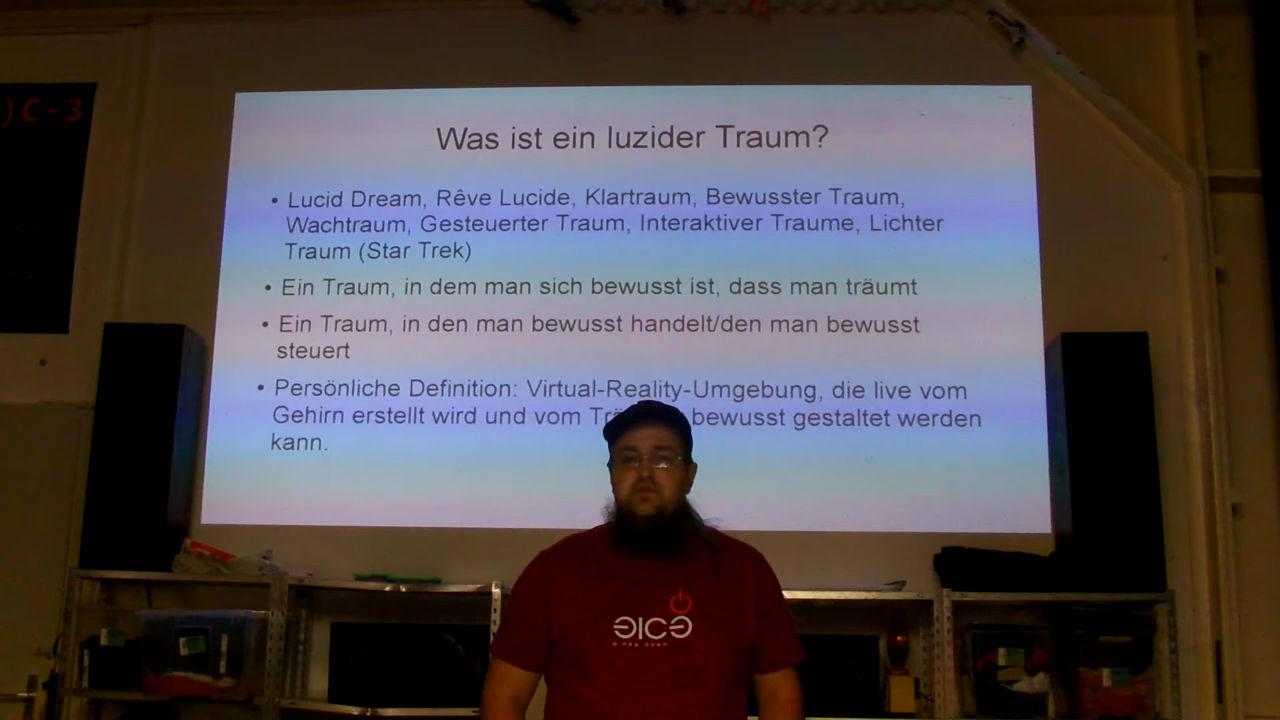 )C-3
Was ist ein luzider Traum?
• Lucid Dream, Rêve Lucide, Klartraum, Bewusster Traum,
Wachtraum, Gesteuerter Traum, Interaktiver Traume, Lichter
Traum (Star Trek)
• Ein Traum, in dem man sich bewusst ist, dass man träumt
• Ein Traum, in den man bewusst handelt/den man bewusst
steuert
• Persönliche Definition: Virtual-Reality-Umgebung, die live vom
Gehirn erstellt wird und vom bewusst gestaltet werden
kann.
a new dawn